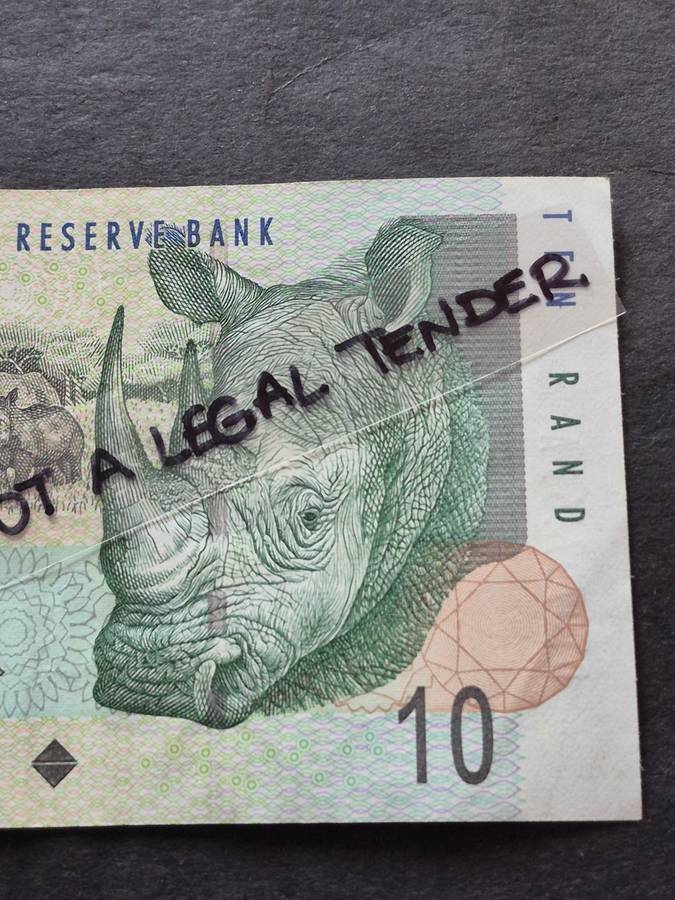 RESERVE BANK
TEN RAND
OT A LEGAL TENDER
10